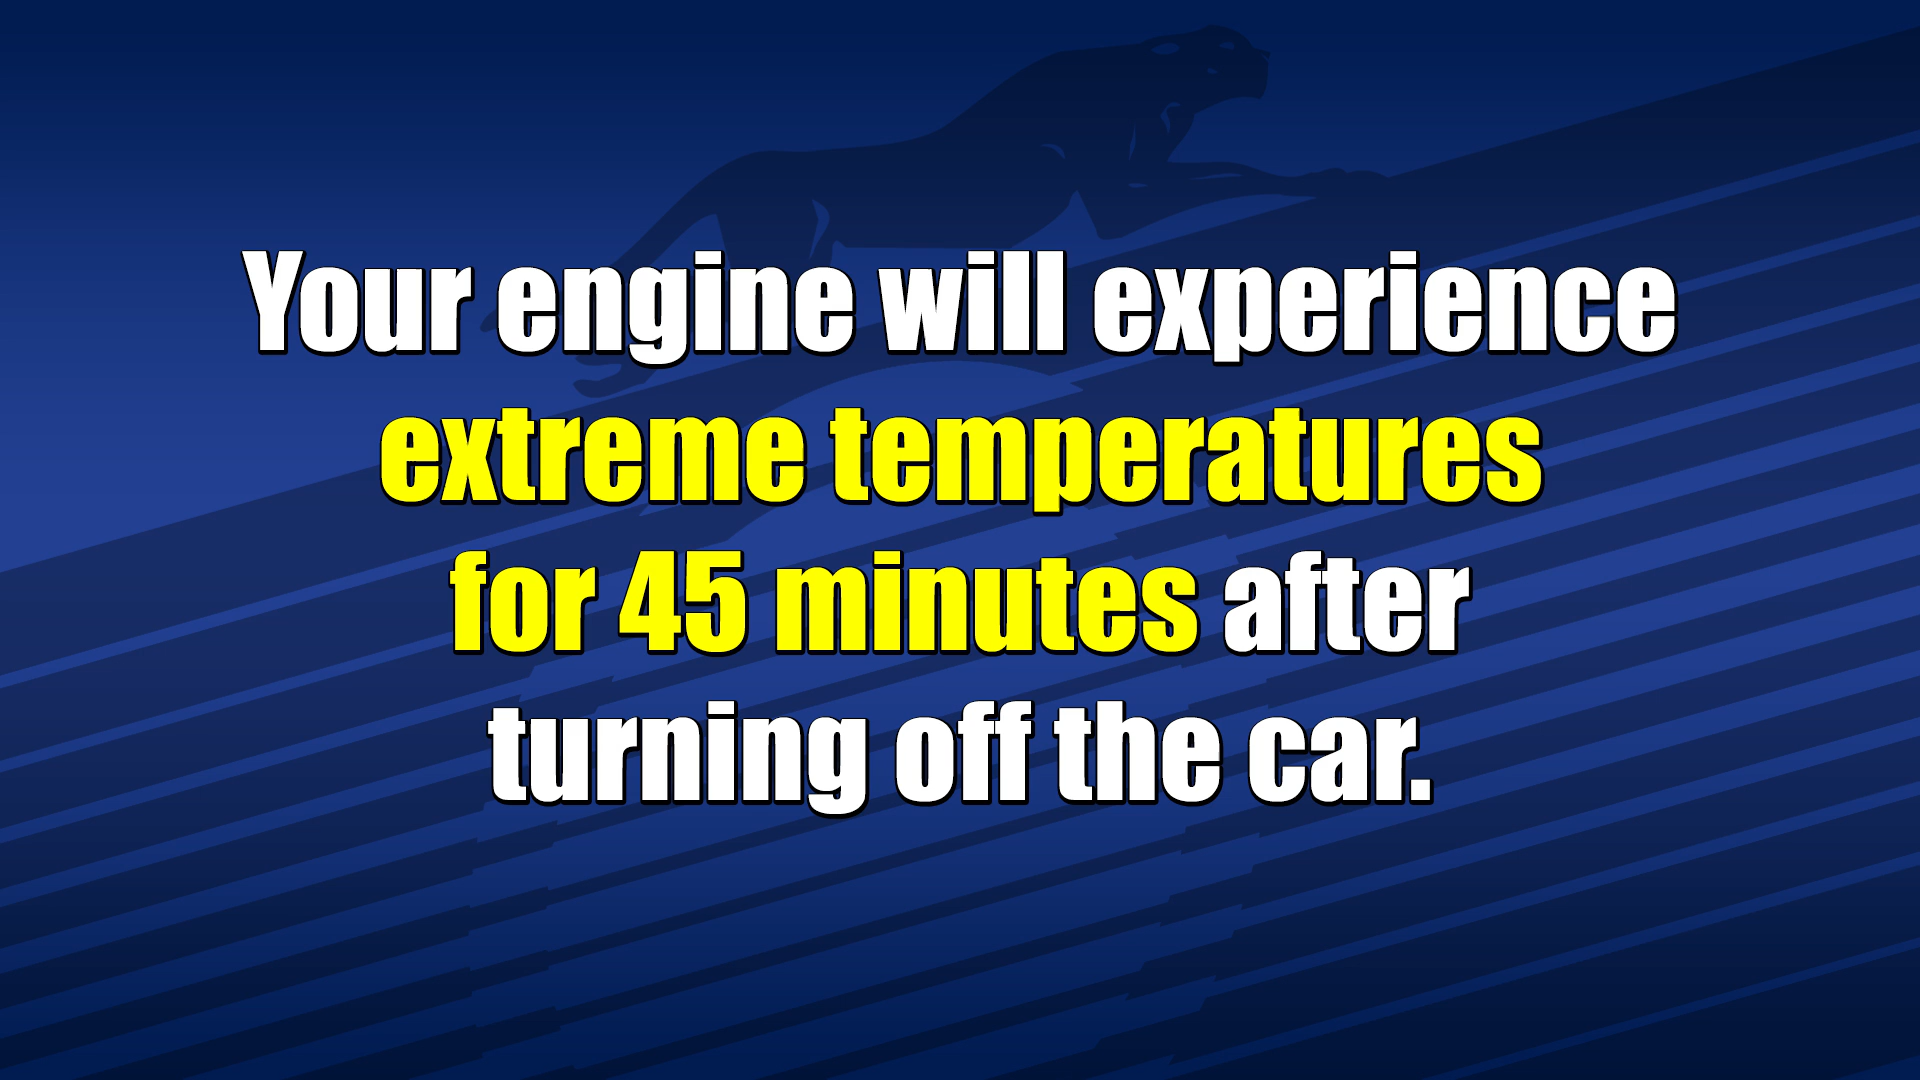 Your engine will experience
extreme temperatures
for 45 minutes after
turning off the car.